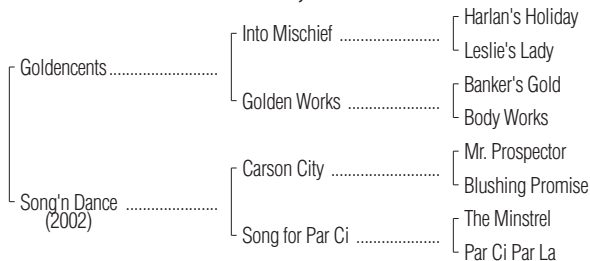 Harlan's Holiday
Into Mischief ....................
Leslie's Lady
Goldencents........................
Banker's Gold
Golden Works ..................
Body Works
Mr. Prospector
Carson City ......................
Blushing Promise
Song'n Dance ....................
(2002)
The Minstrel
Song for Par Ci .................
Par Ci Par La